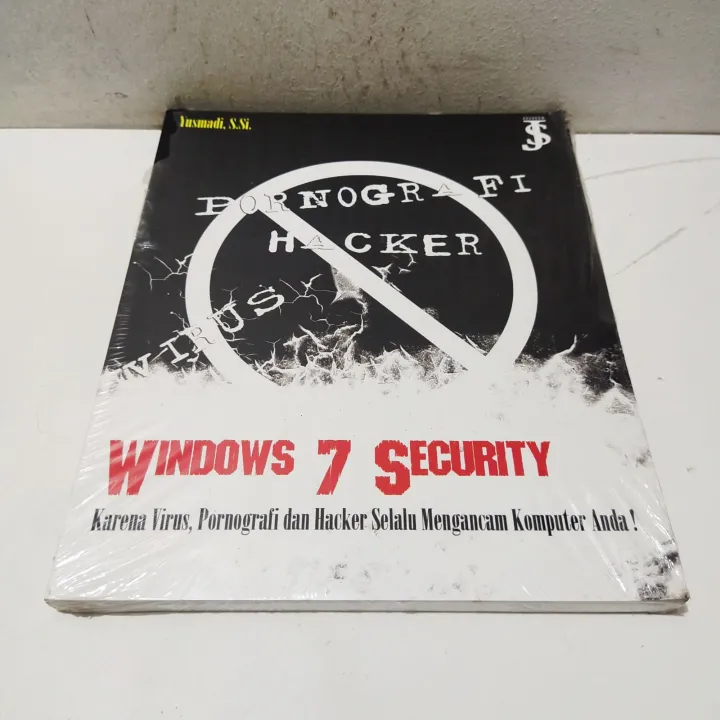 Yusmadi, S.Si.
PORNOGRAFI
HACKER
VIRUS
WINDOWS 7 SECURITY
Karena Virus, Pornografi dan Hacker Selalu Mengancam Komputer Anda !